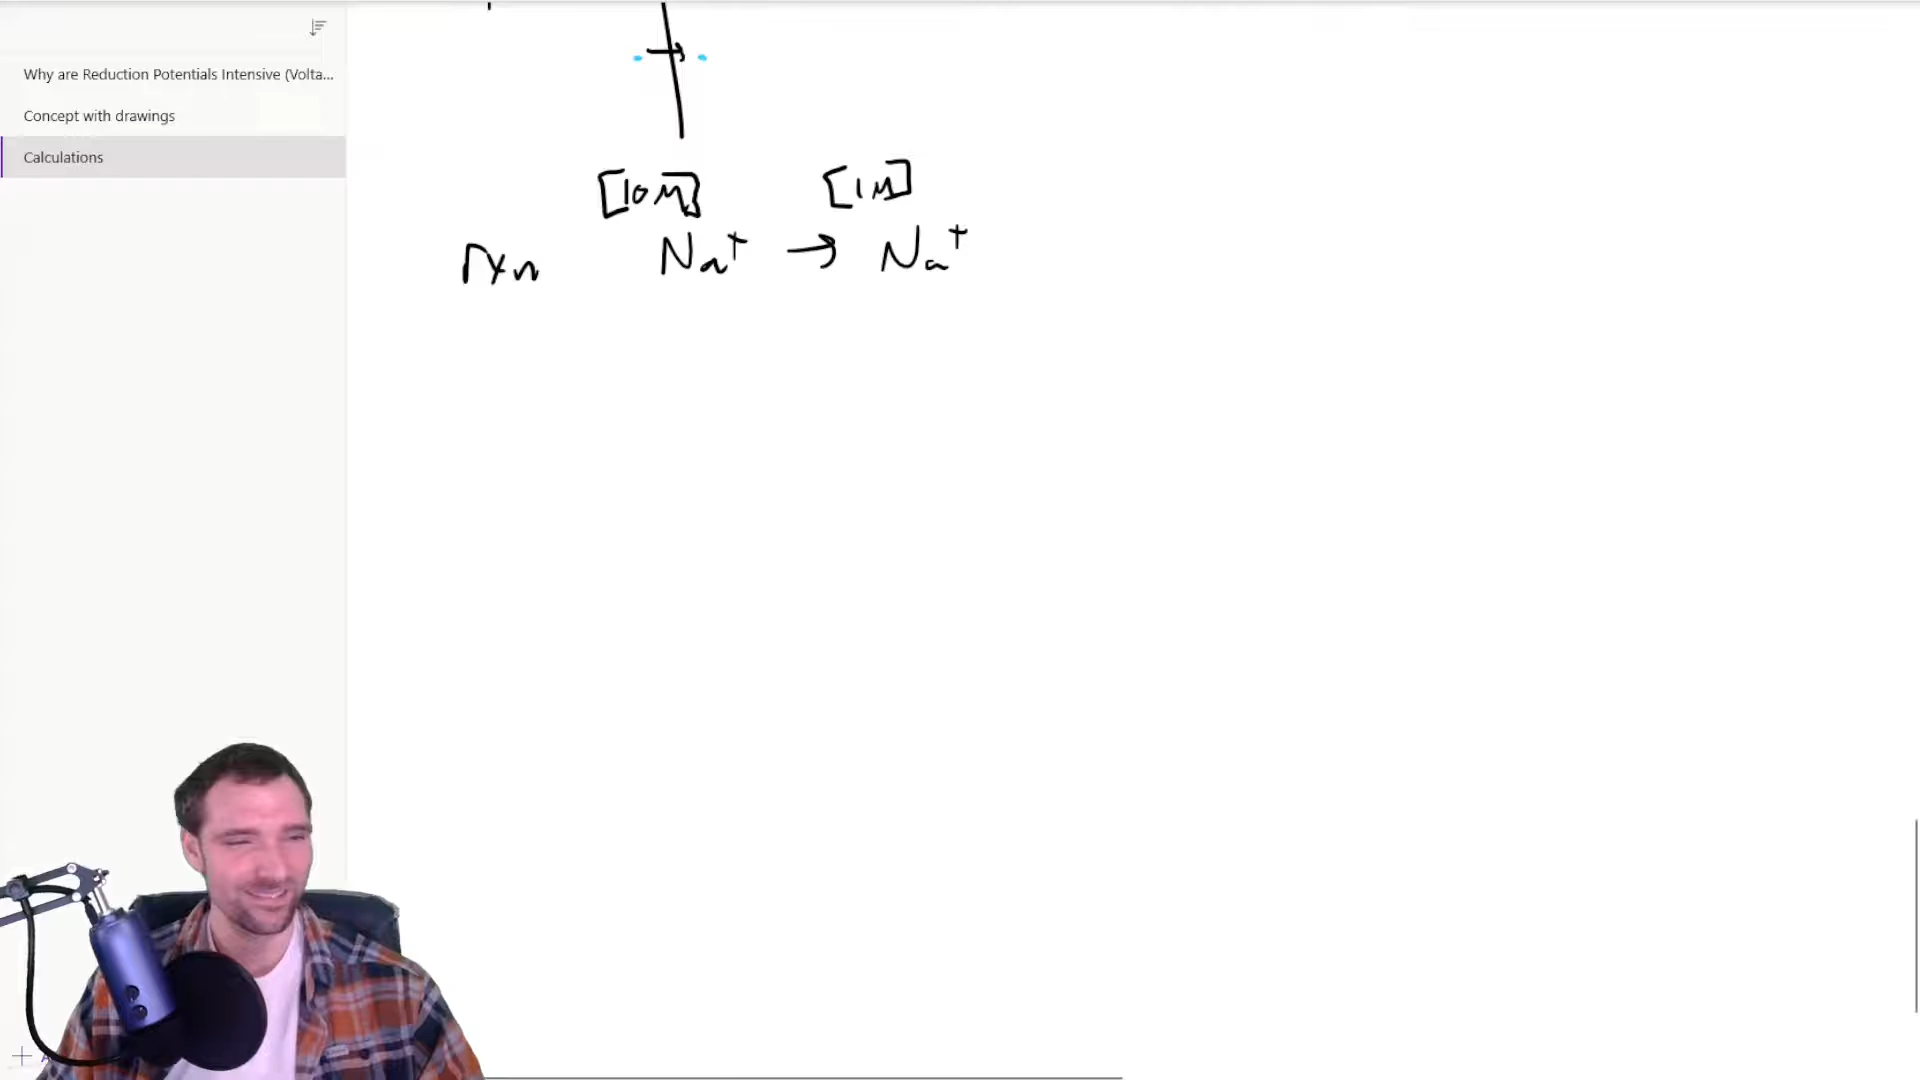 Why are Reduction Potentials Intensive (Volta...
Concept with drawings
Calculations
[10M] [1M]
rxn Na⁺ → Na⁺